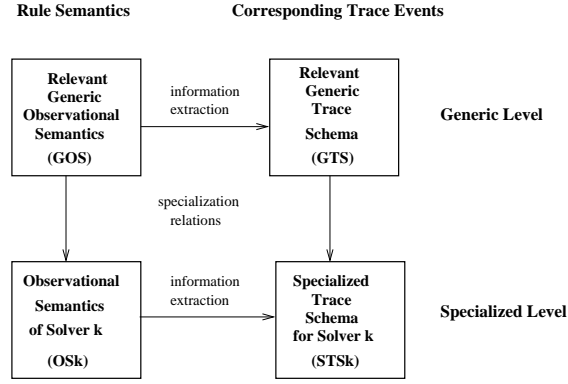 Rule Semantics
Corresponding Trace Events
Relevant
Generic
Observational
Semantics
(GOS)
information
extraction
Relevant
Generic
Trace
Schema
(GTS)
Generic Level
specialization
relations
Observational
Semantics
of Solver k
(OSk)
information
extraction
Specialized
Trace
Schema
for Solver k
(STSk)
Specialized Level